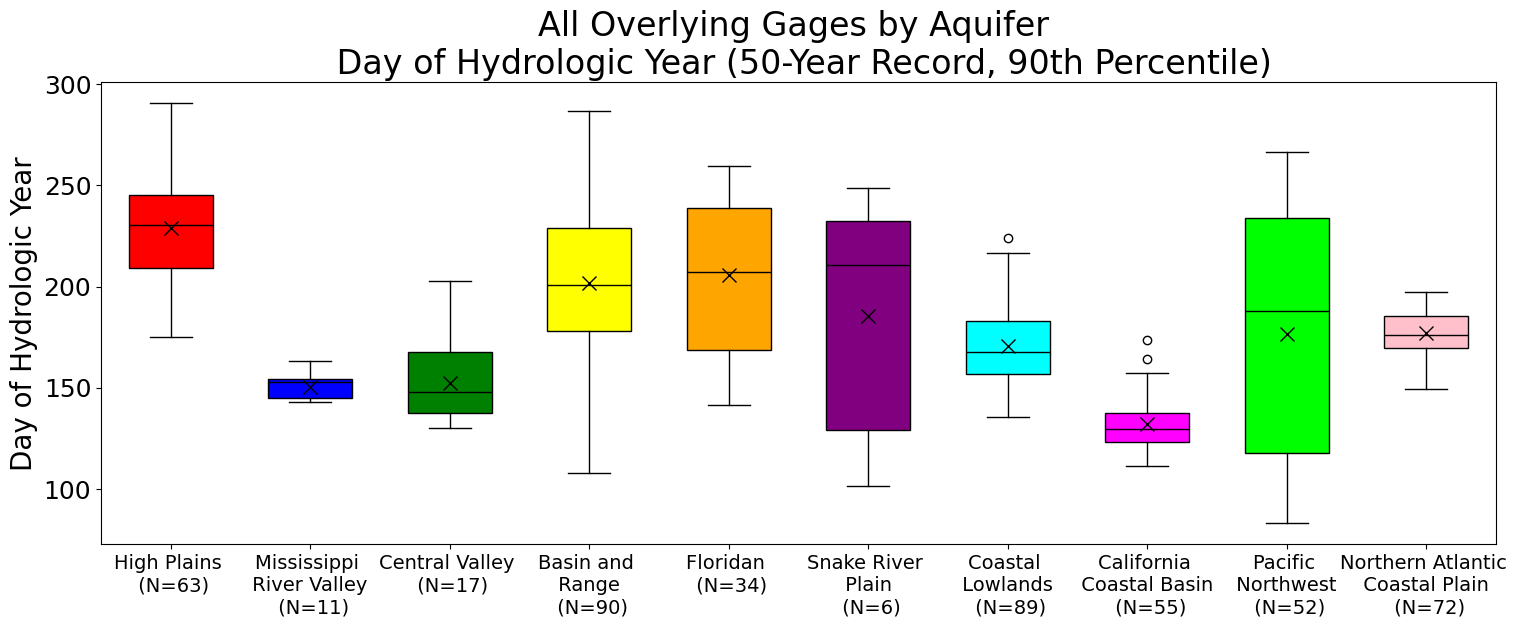 All Overlying Gages by Aquifer
Day of Hydrologic Year (50-Year Record, 90th Percentile)
Day of Hydrologic Year
300
250
200
150
100
High Plains
(N=63)
Mississippi
River Valley
(N=11)
Central Valley
(N=17)
Basin and
Range
(N=90)
Floridan
(N=34)
Snake River
Plain
(N=6)
Coastal
Lowlands
(N=89)
California
Coastal Basin
(N=55)
Pacific
Northwest
(N=52)
Northern Atlantic
Coastal Plain
(N=72)